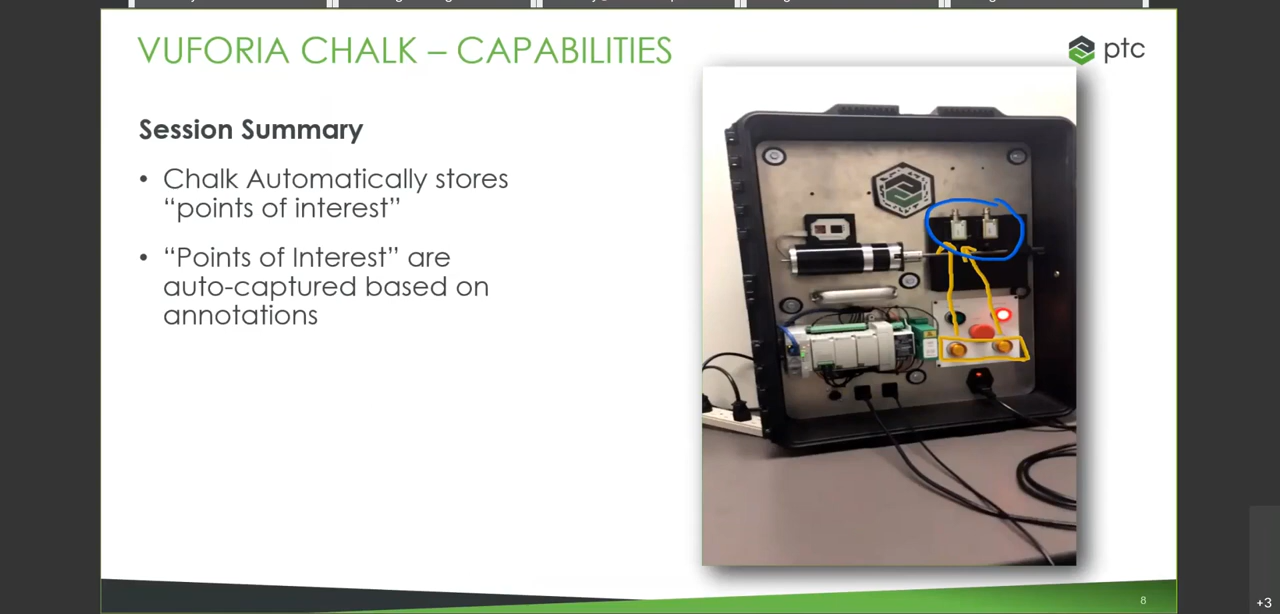 VUFORIA CHALK – CAPABILITIES
ptc
Session Summary
• Chalk Automatically stores
“points of interest”
• “Points of Interest” are
auto-captured based on
annotations
8
+3